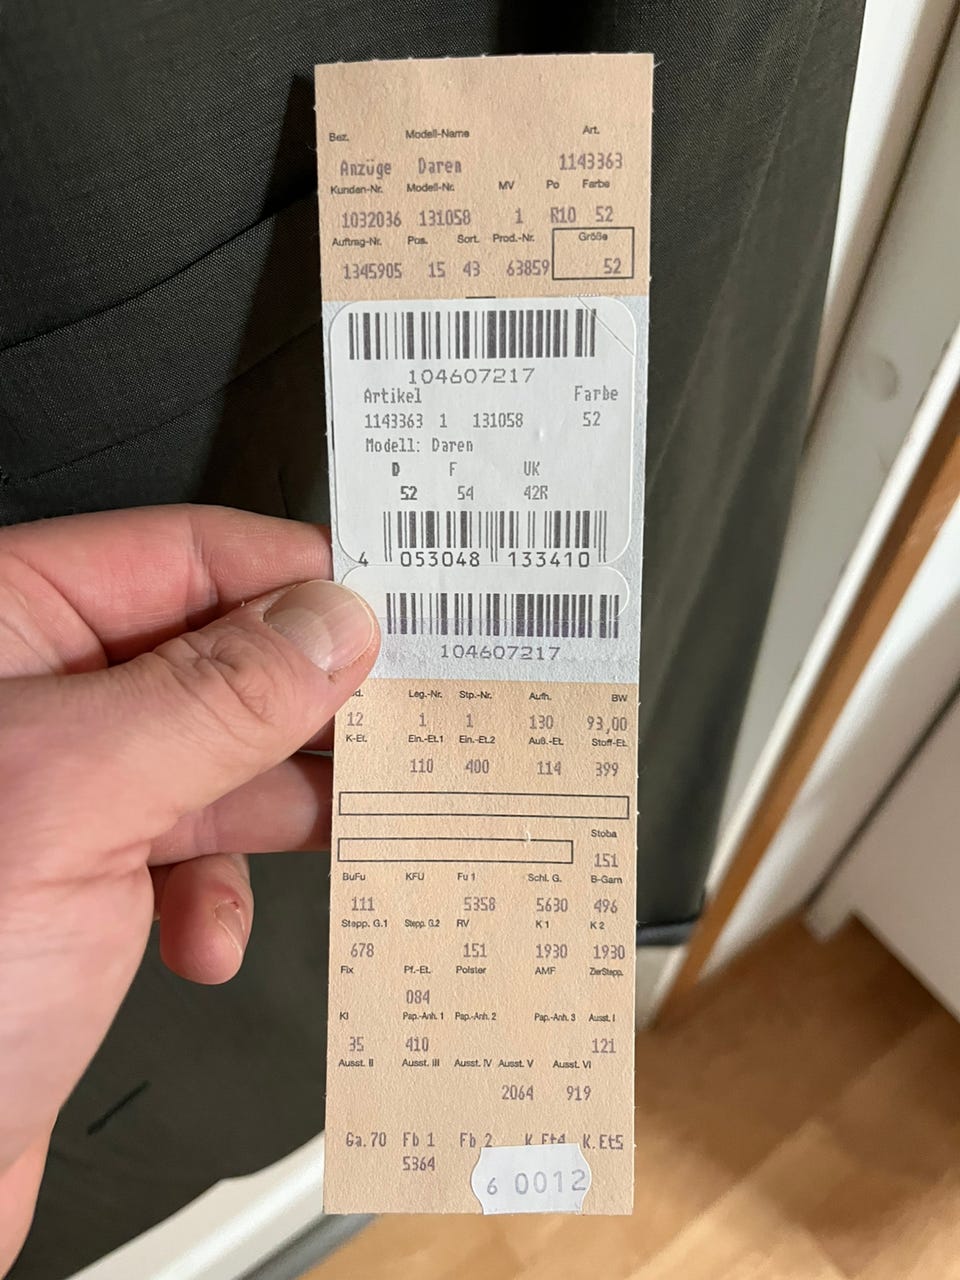 Bez. Modell-Name Art.
Anzüge Daren 1143363
Kunden-Nr. Modell-Nr. MV Po Farbe
1032036 131058 1 R10 52
Auftrag-Nr. Pos. Sort. Prod.-Nr. Größe
1345905 15 43 63859 52
104607217
Artikel Farbe
1143363 1 131058 52
Modell: Daren
D F UK
52 54 42R
4 053048 133410
104607217
Leg.-Nr. Stp.-Nr. Aufh. BW
12 1 1 130 93,00
K-Et. Ein.-Et.1 Ein.-Et.2 Auß.-Et. Stoff-Et.
110 400 114 399
Stoba
151
BuFu KFÜ Fu 1 Schl. G. B-Garn
111 5358 5630 496
Stepp. G.1 Stepp. G.2 RV K 1 K 2
678 151 1930 1930
Fix Pf.-Et. Polster AMF ZierStepp.
084
KI Pap.-Anh. 1 Pap.-Anh. 2 Pap.-Anh. 3 Ausst. I
35 410 121
Ausst. II Ausst. III Ausst. IV Ausst. V Ausst. VI
2064 919
Ga.70 Fb 1 Fb 2 K.Et4 K.Et5
5364
6 0012